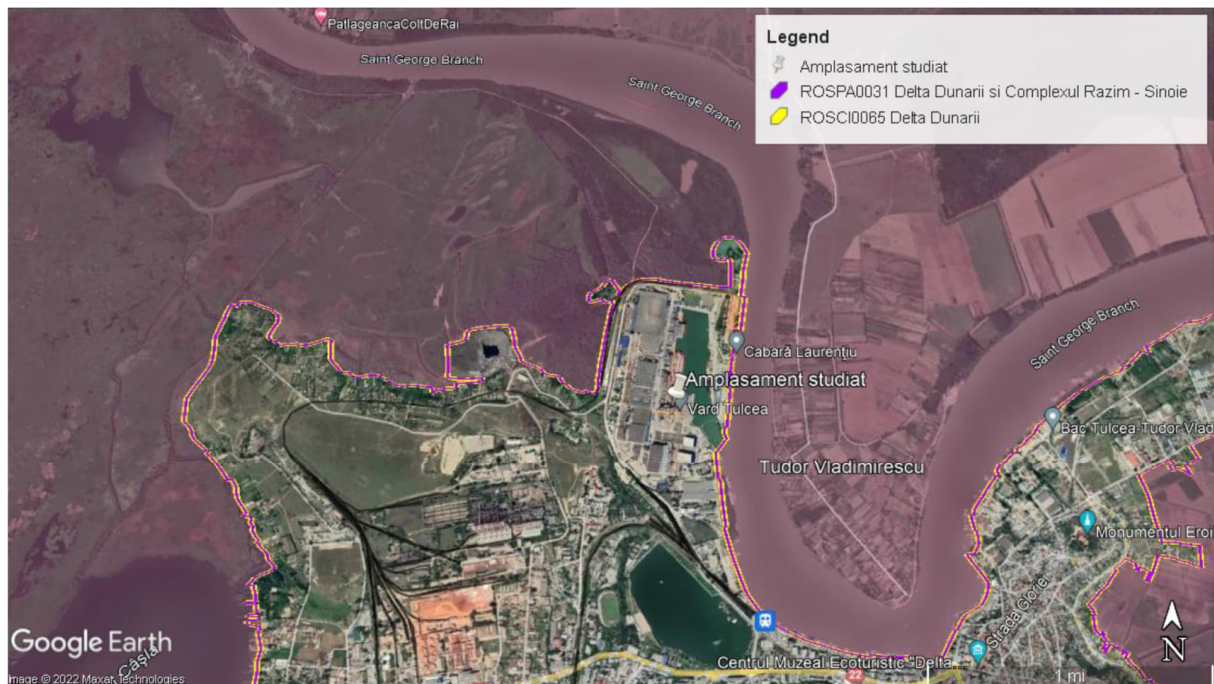 PatlageancaColtDeRai
Saint George Branch
Saint George Branch
Legend
Amplasament studiat
ROSPA0031 Delta Dunarii si Complexul Razim - Sinoie
ROSCI0065 Delta Dunarii
Saint George Branch
Cabară Laurențiu
Amplasament studiat
Vard Tulcea
Bac Tulcea-Tudor Vlad
Tudor Vladimirescu
Monumentul Eroi
Strada Gloriei
Google Earth
Câșla
Centrul Muzeal Ecoturistic "Delta...
22
N
1 mi
Image © 2022 Maxar Technologies